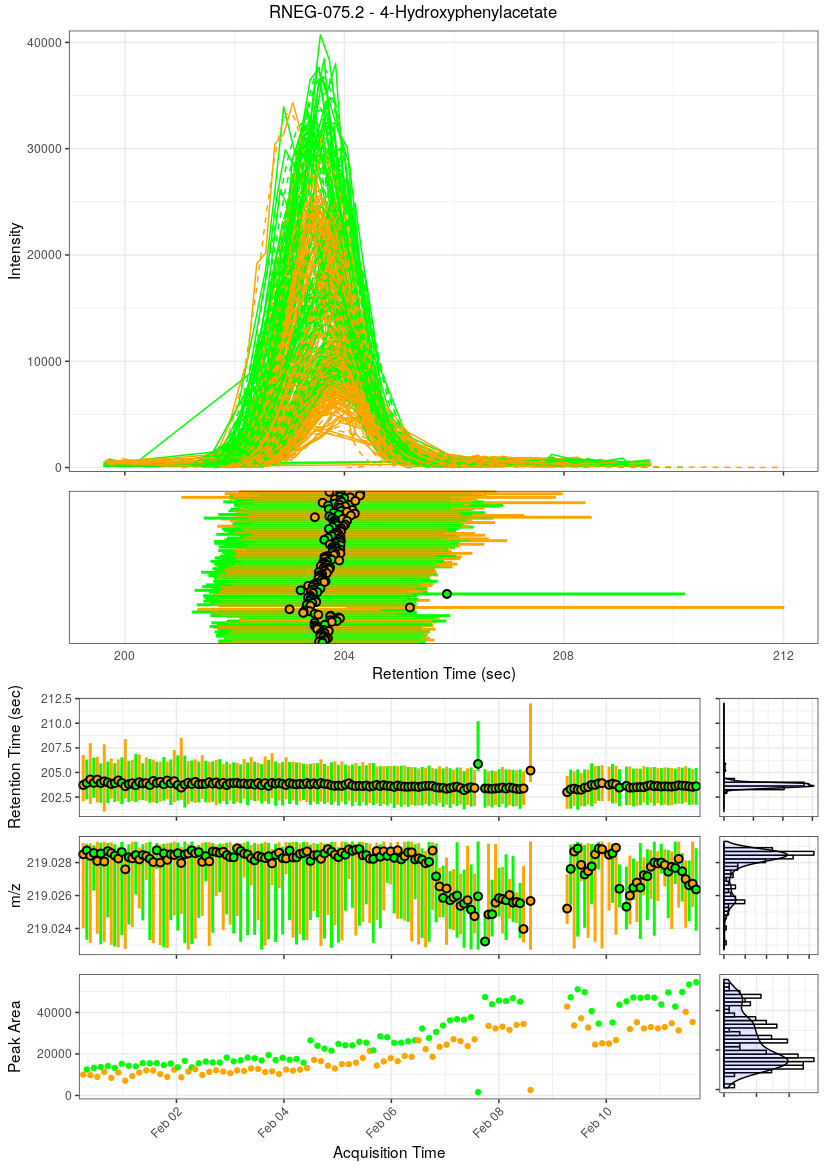 RNEG-075.2 - 4-Hydroxyphenylacetate
40000
30000
20000
10000
0
Intensity
200
204
208
212
Retention Time (sec)
212.5
210.0
207.5
205.0
202.5
Retention Time (sec)
219.028
219.026
219.024
m/z
40000
20000
0
Peak Area
Feb 02
Feb 04
Feb 06
Feb 08
Feb 10
Acquisition Time